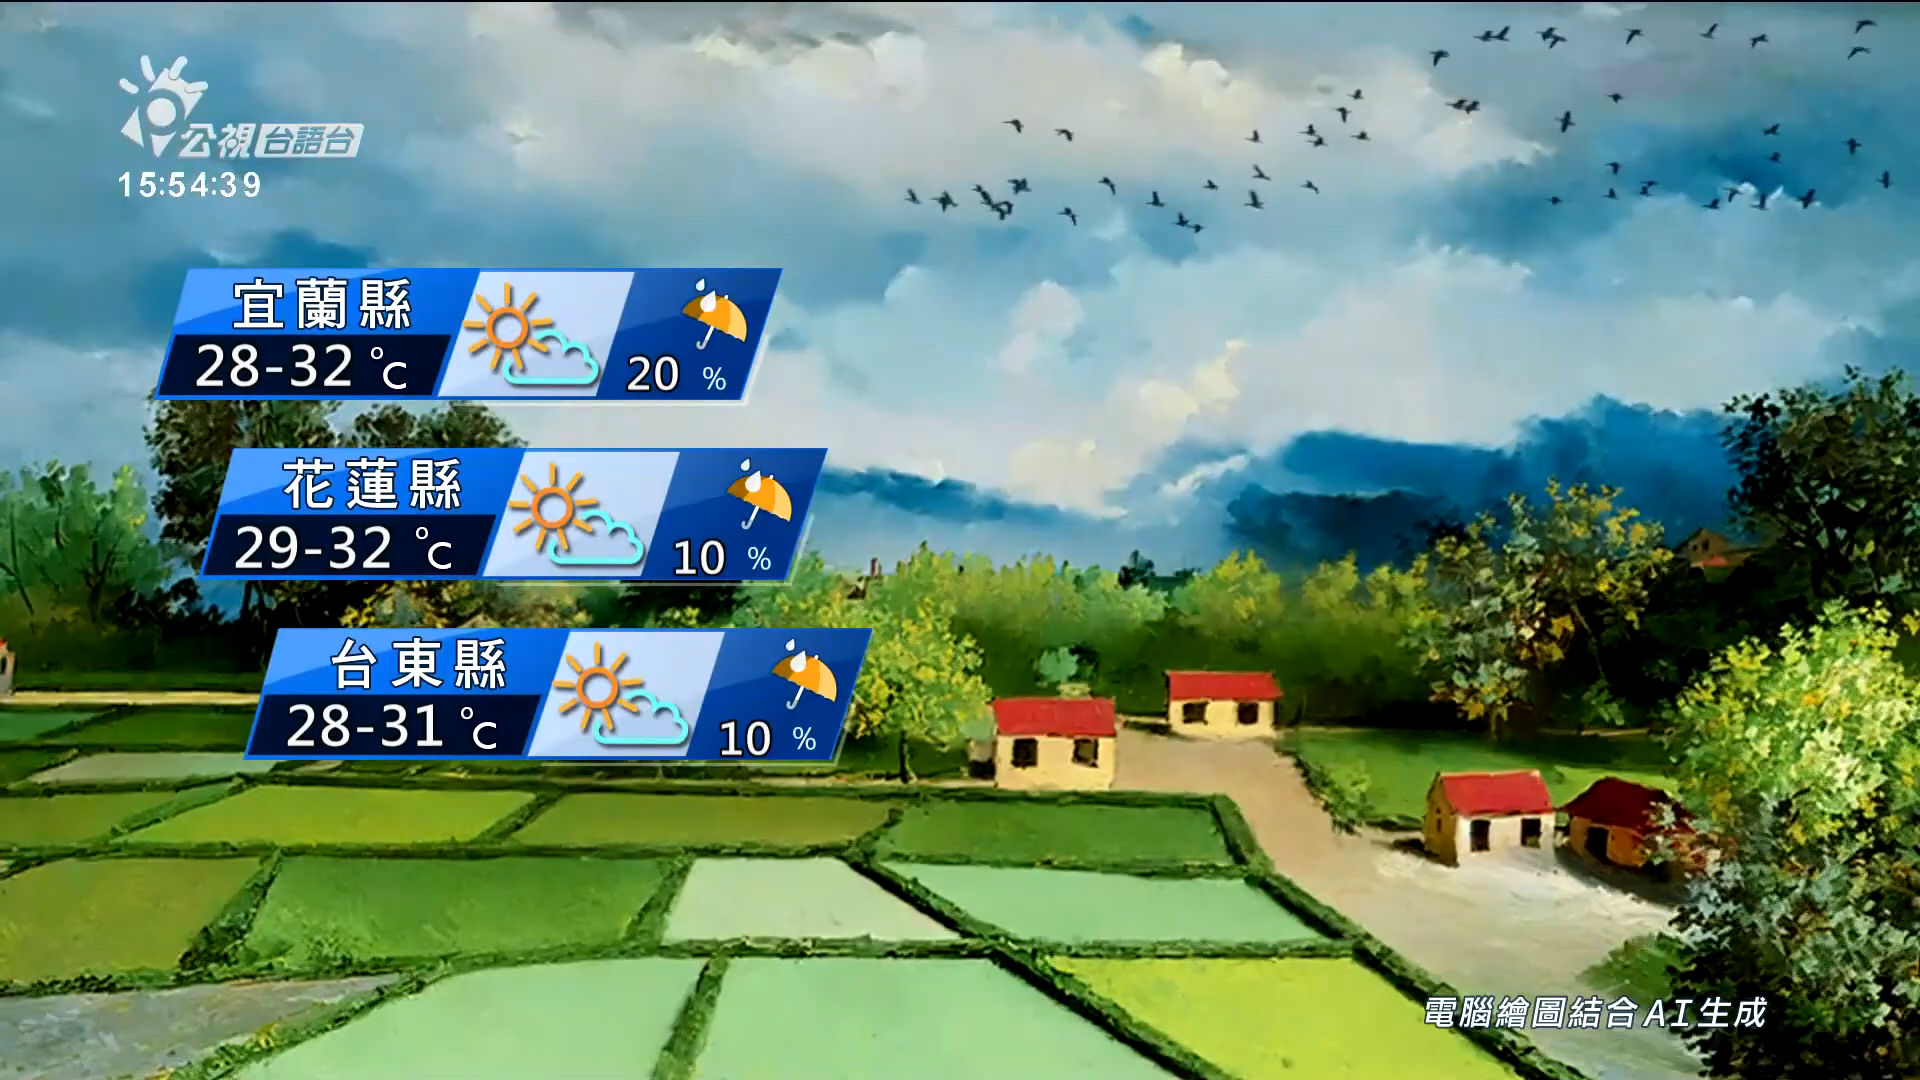 公視台語台
15:54:39
宜蘭縣
28-32 °C
20 %
花蓮縣
29-32 °C
10 %
台東縣
28-31 °C
10 %
電腦繪圖結合AI生成